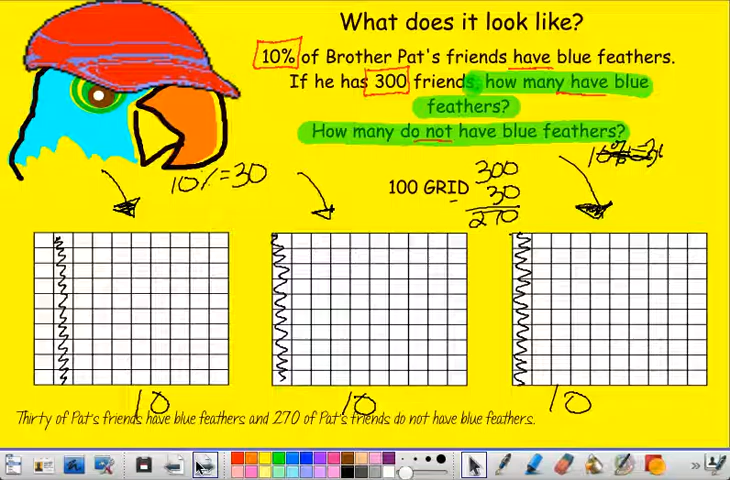 What does it look like?
10% of Brother Pat's friends have blue feathers.
If he has 300 friends, how many have blue
feathers?
How many do not have blue feathers?
10% = 30
100 GRID
300
- 30
270
10
10
10
Thirty of Pat's friends have blue feathers and 270 of Pat's friends do not have blue feathers.